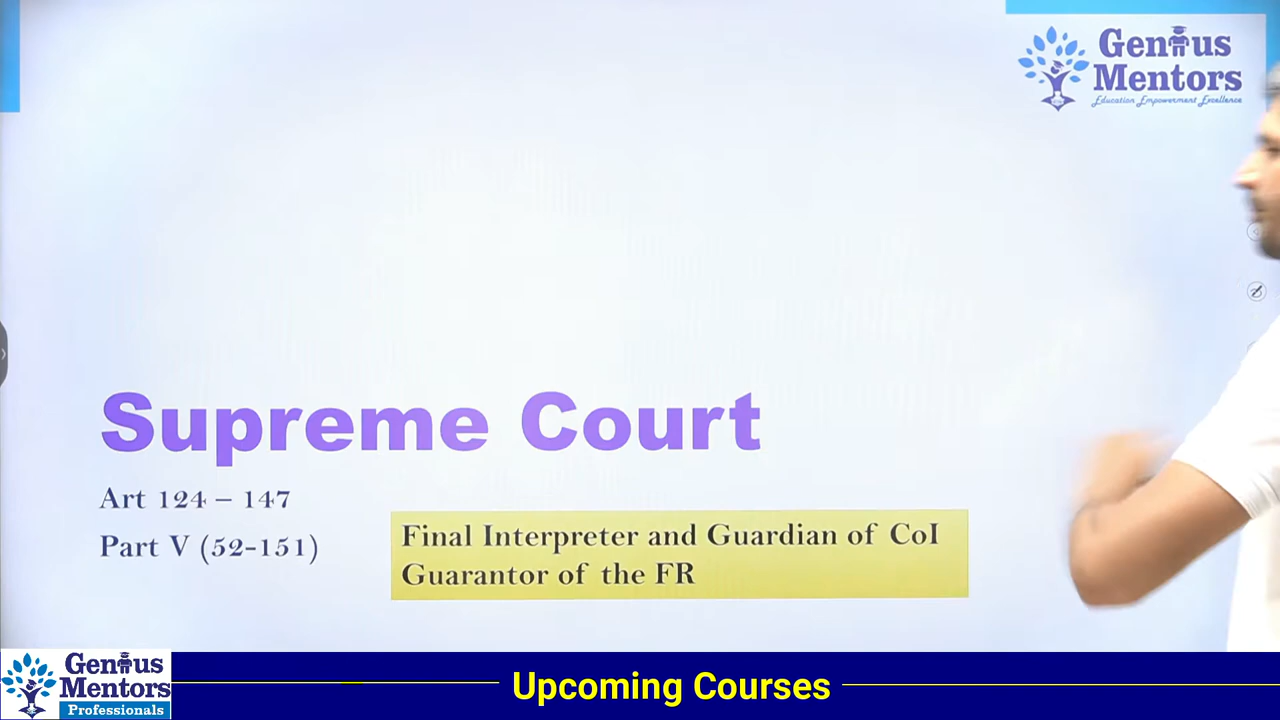 Genius
Mentors
Education Empowerment Excellence
Supreme Court
Art 124 – 147
Part V (52-151)
Final Interpreter and Guardian of CoI
Guarantor of the FR
Genius
Mentors
Professionals
Upcoming Courses